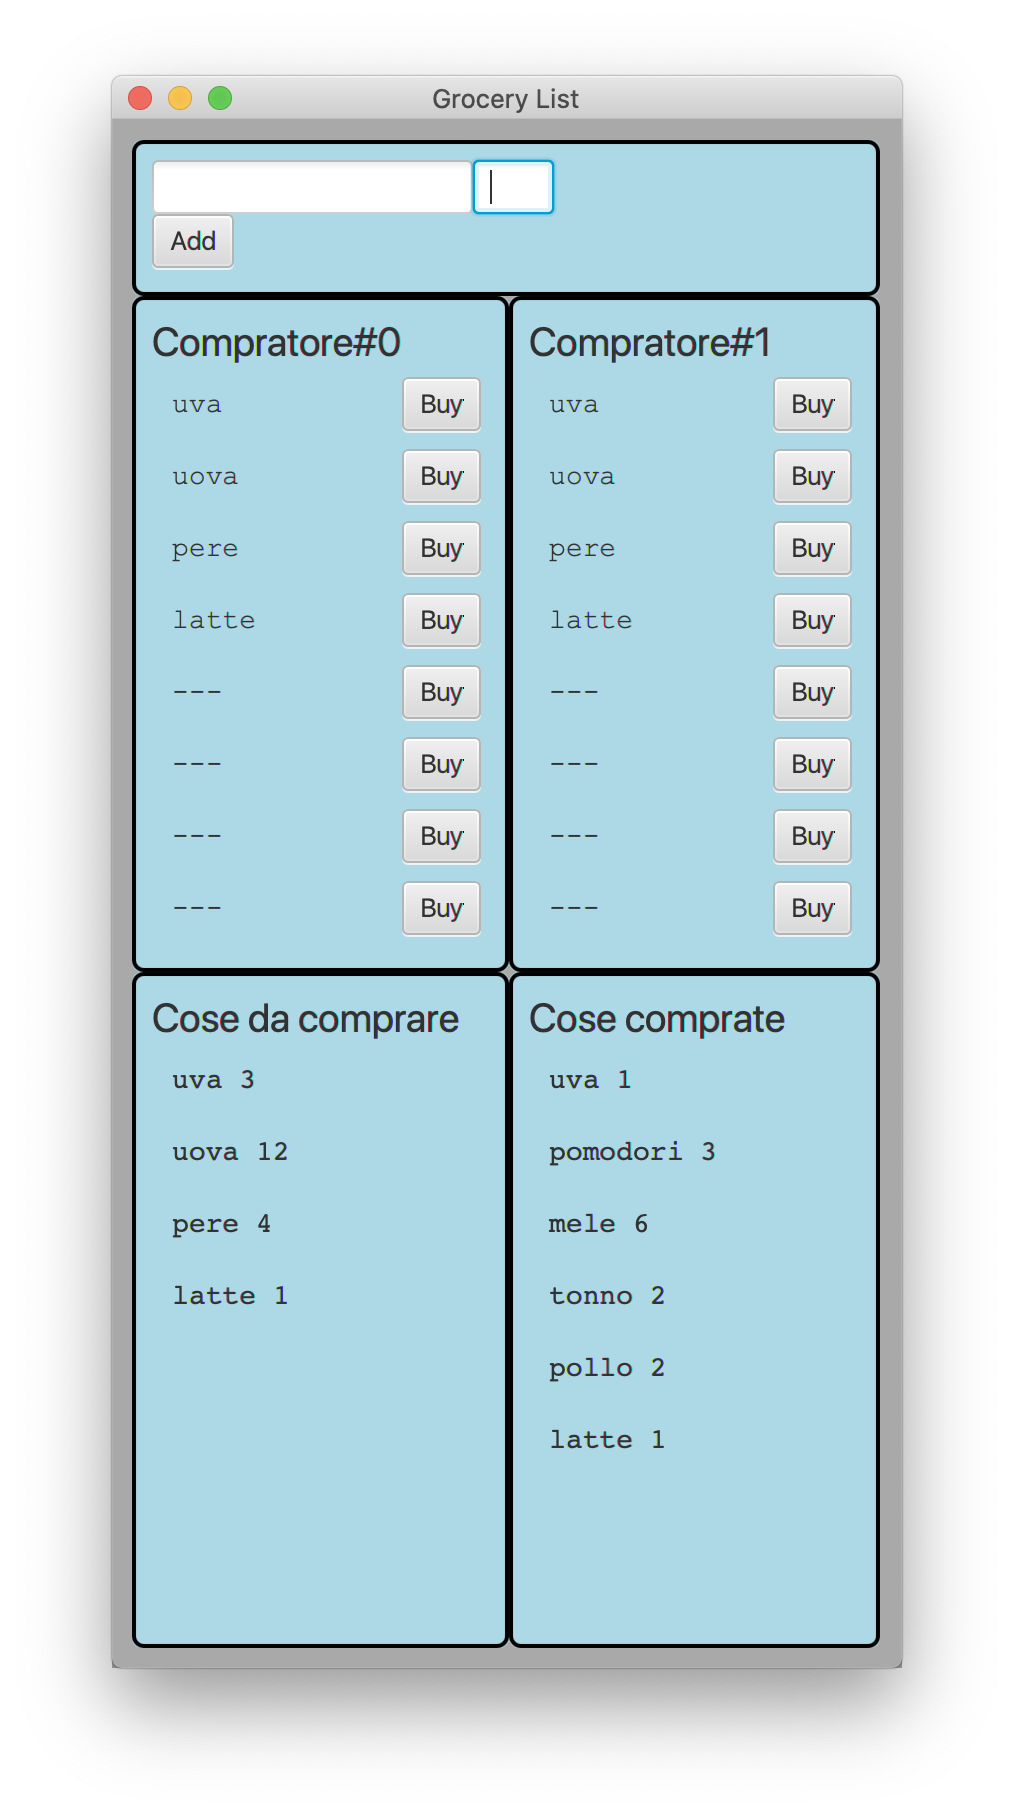 Grocery List
Add
Compratore#0
uva Buy
uova Buy
pere Buy
latte Buy
--- Buy
--- Buy
--- Buy
--- Buy
Compratore#1
uva Buy
uova Buy
pere Buy
latte Buy
--- Buy
--- Buy
--- Buy
--- Buy
Cose da comprare
uva 3
uova 12
pere 4
latte 1
Cose comprate
uva 1
pomodori 3
mele 6
tonno 2
pollo 2
latte 1